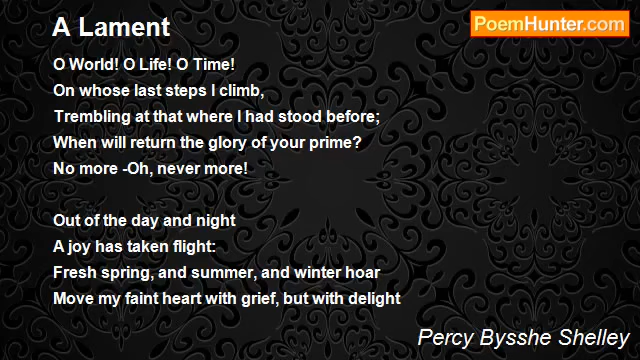 A Lament
PoemHunter.com
O World! O Life! O Time!
On whose last steps I climb,
Trembling at that where I had stood before;
When will return the glory of your prime?
No more -Oh, never more!
Out of the day and night
A joy has taken flight:
Fresh spring, and summer, and winter hoar
Move my faint heart with grief, but with delight
Percy Bysshe Shelley